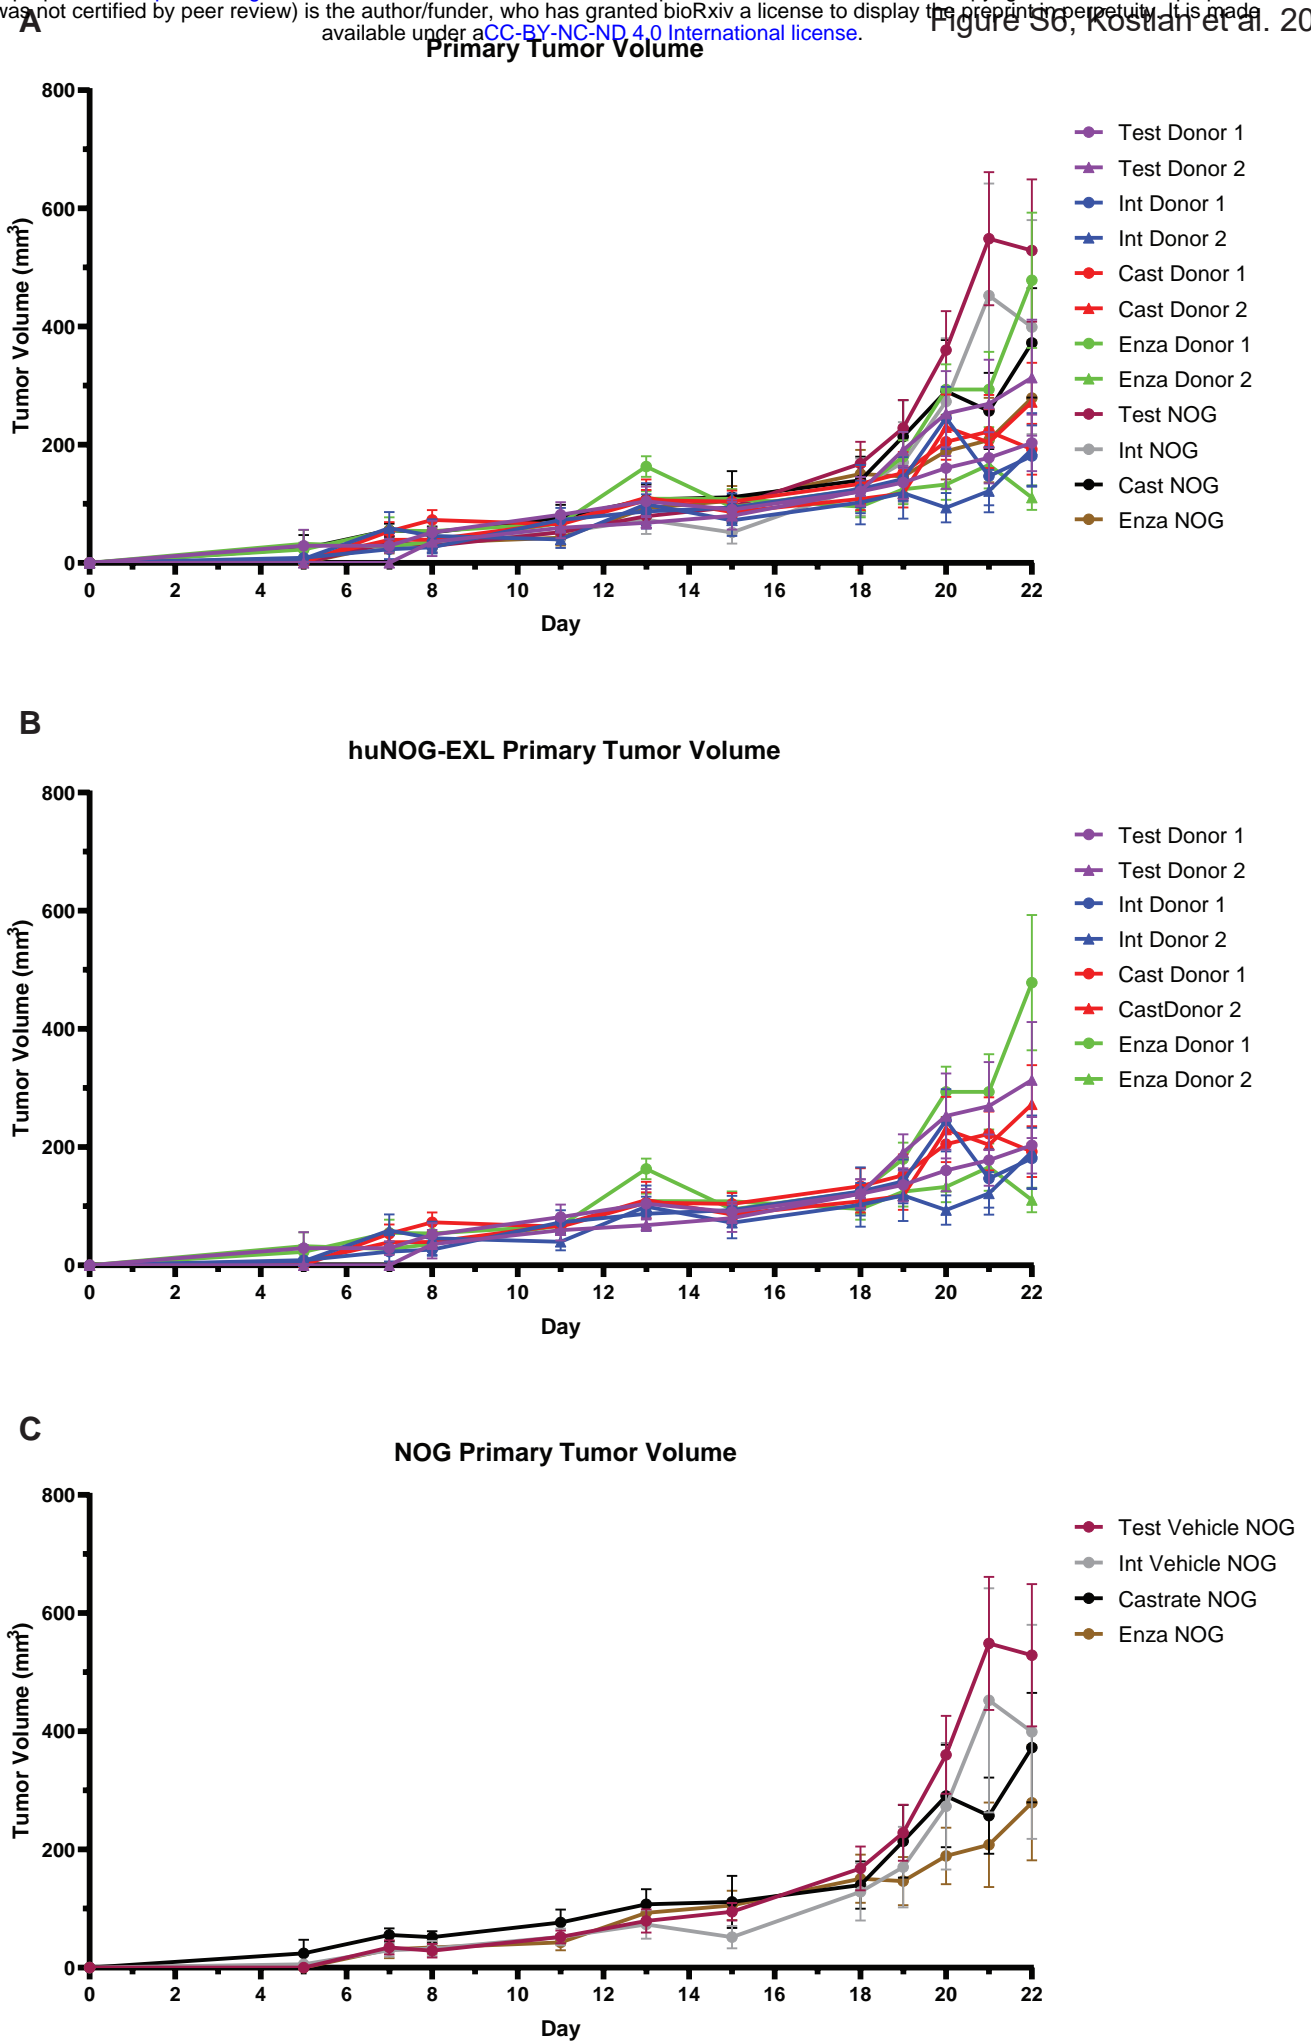 was not certified by peer review) is the author/funder, who has granted bioRxiv a license to display the preprint in perpetuity. It is made
available under aCC-BY-NC-ND 4.0 International license.
Figure S6, Kostlan et al. 20
A
Primary Tumor Volume
800
600
400
200
0
Tumor Volume (mm³)
0 2 4 6 8 10 12 14 16 18 20 22
Day
Test Donor 1
Test Donor 2
Int Donor 1
Int Donor 2
Cast Donor 1
Cast Donor 2
Enza Donor 1
Enza Donor 2
Test NOG
Int NOG
Cast NOG
Enza NOG
B
huNOG-EXL Primary Tumor Volume
800
600
400
200
0
Tumor Volume (mm³)
0 2 4 6 8 10 12 14 16 18 20 22
Day
Test Donor 1
Test Donor 2
Int Donor 1
Int Donor 2
Cast Donor 1
CastDonor 2
Enza Donor 1
Enza Donor 2
C
NOG Primary Tumor Volume
800
600
400
200
0
Tumor Volume (mm³)
0 2 4 6 8 10 12 14 16 18 20 22
Day
Test Vehicle NOG
Int Vehicle NOG
Castrate NOG
Enza NOG